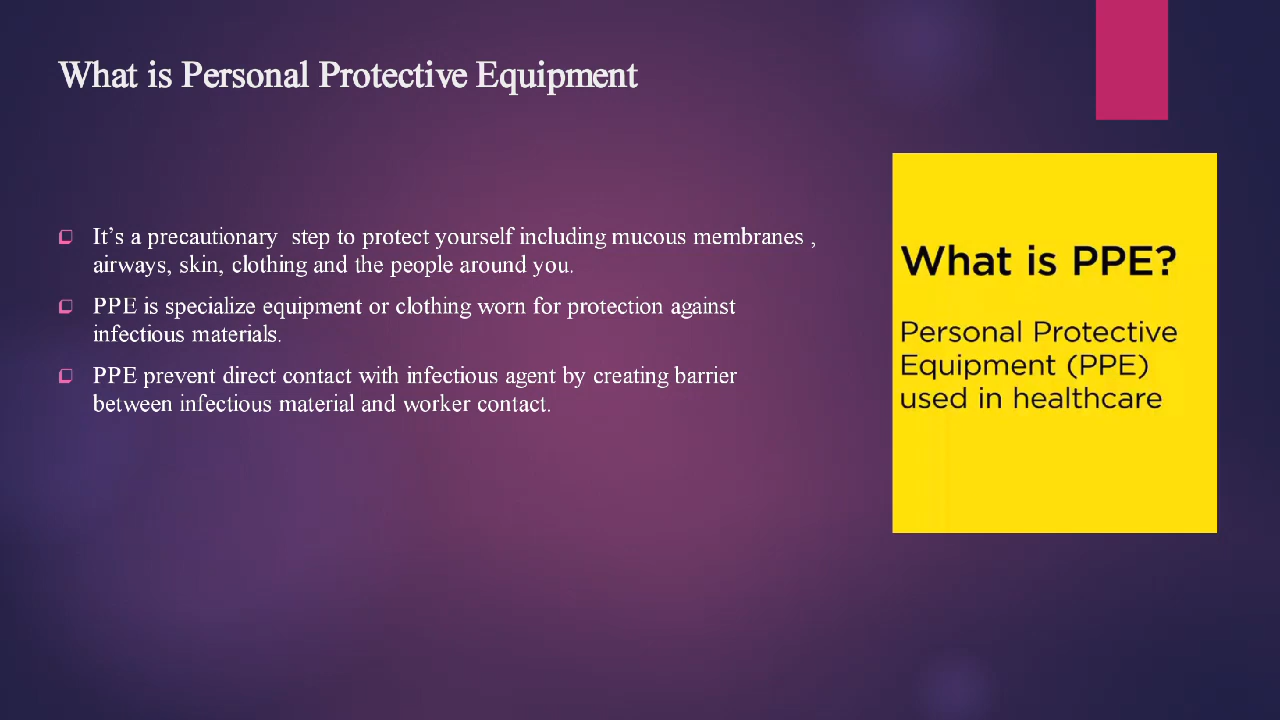 What is Personal Protective Equipment
It’s a precautionary  step to protect yourself including mucous membranes ,
airways, skin, clothing and the people around you.
PPE is specialize equipment or clothing worn for protection against
infectious materials.
PPE prevent direct contact with infectious agent by creating barrier
between infectious material and worker contact.
What is PPE?
Personal Protective
Equipment (PPE)
used in healthcare